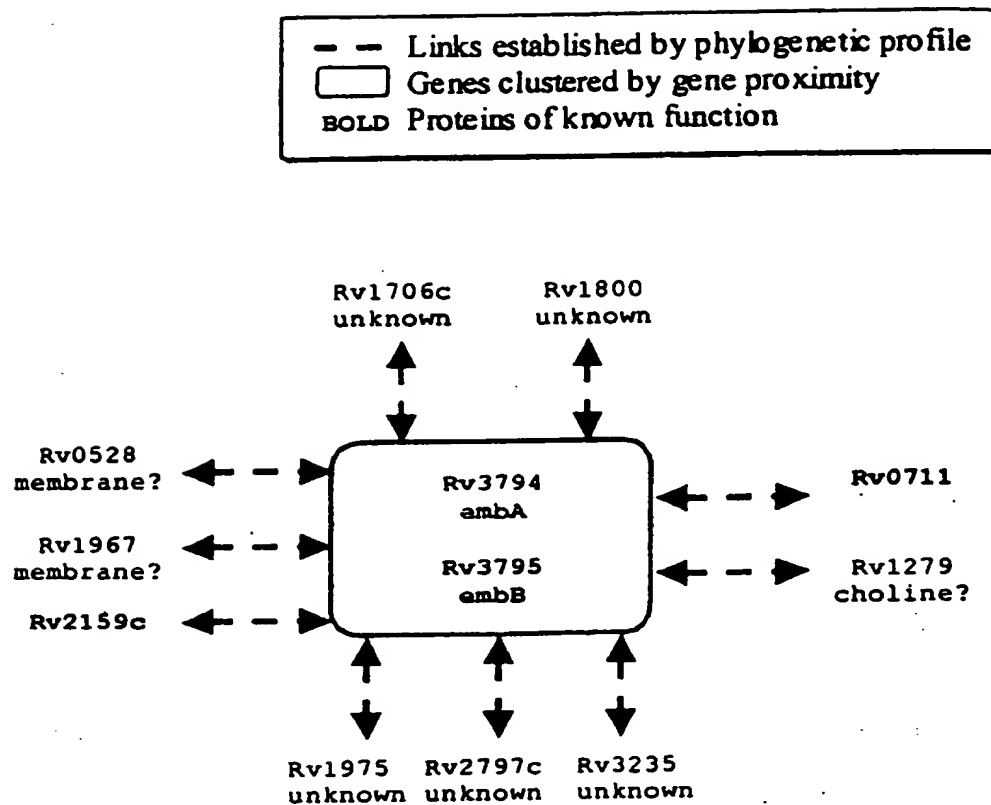 Links established by phylogenetic profile
Genes clustered by gene proximity
BOLD Proteins of known function
Rv1706c
unknown
Rv1800
unknown
Rv0528
membrane?
Rv1967
membrane?
Rv2159c
Rv3794
embA
Rv3795
embB
Rv0711
Rv1279
choline?
Rv1975
unknown
Rv2797c
unknown
Rv3235
unknown